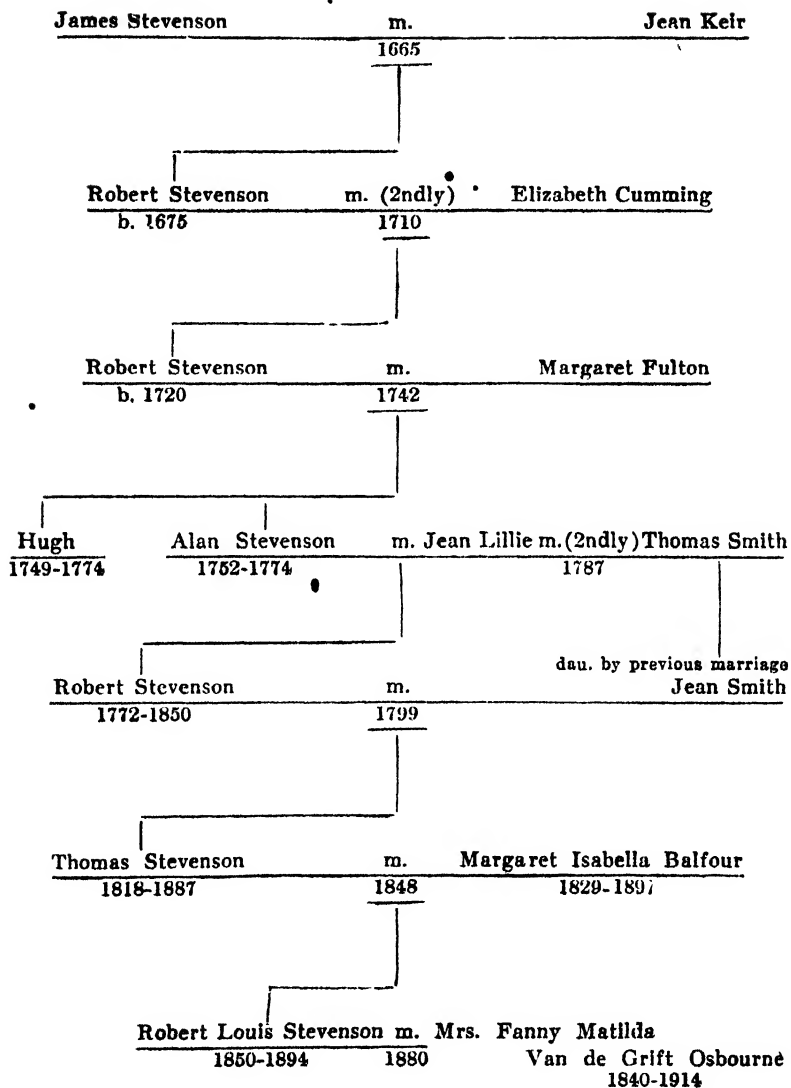 James Stevenson m. Jean Keir
1665
Robert Stevenson m. (2ndly) Elizabeth Cumming
b. 1675 1710
Robert Stevenson m. Margaret Fulton
b. 1720 1742
Hugh Alan Stevenson m. Jean Lillie m. (2ndly) Thomas Smith
1749-1774 1752-1774 1787
dau. by previous marriage
Robert Stevenson m. Jean Smith
1772-1850 1799
Thomas Stevenson m. Margaret Isabella Balfour
1818-1887 1848 1829-1897
Robert Louis Stevenson m. Mrs. Fanny Matilda
1850-1894 1880 Van de Grift Osbourne
1840-1914